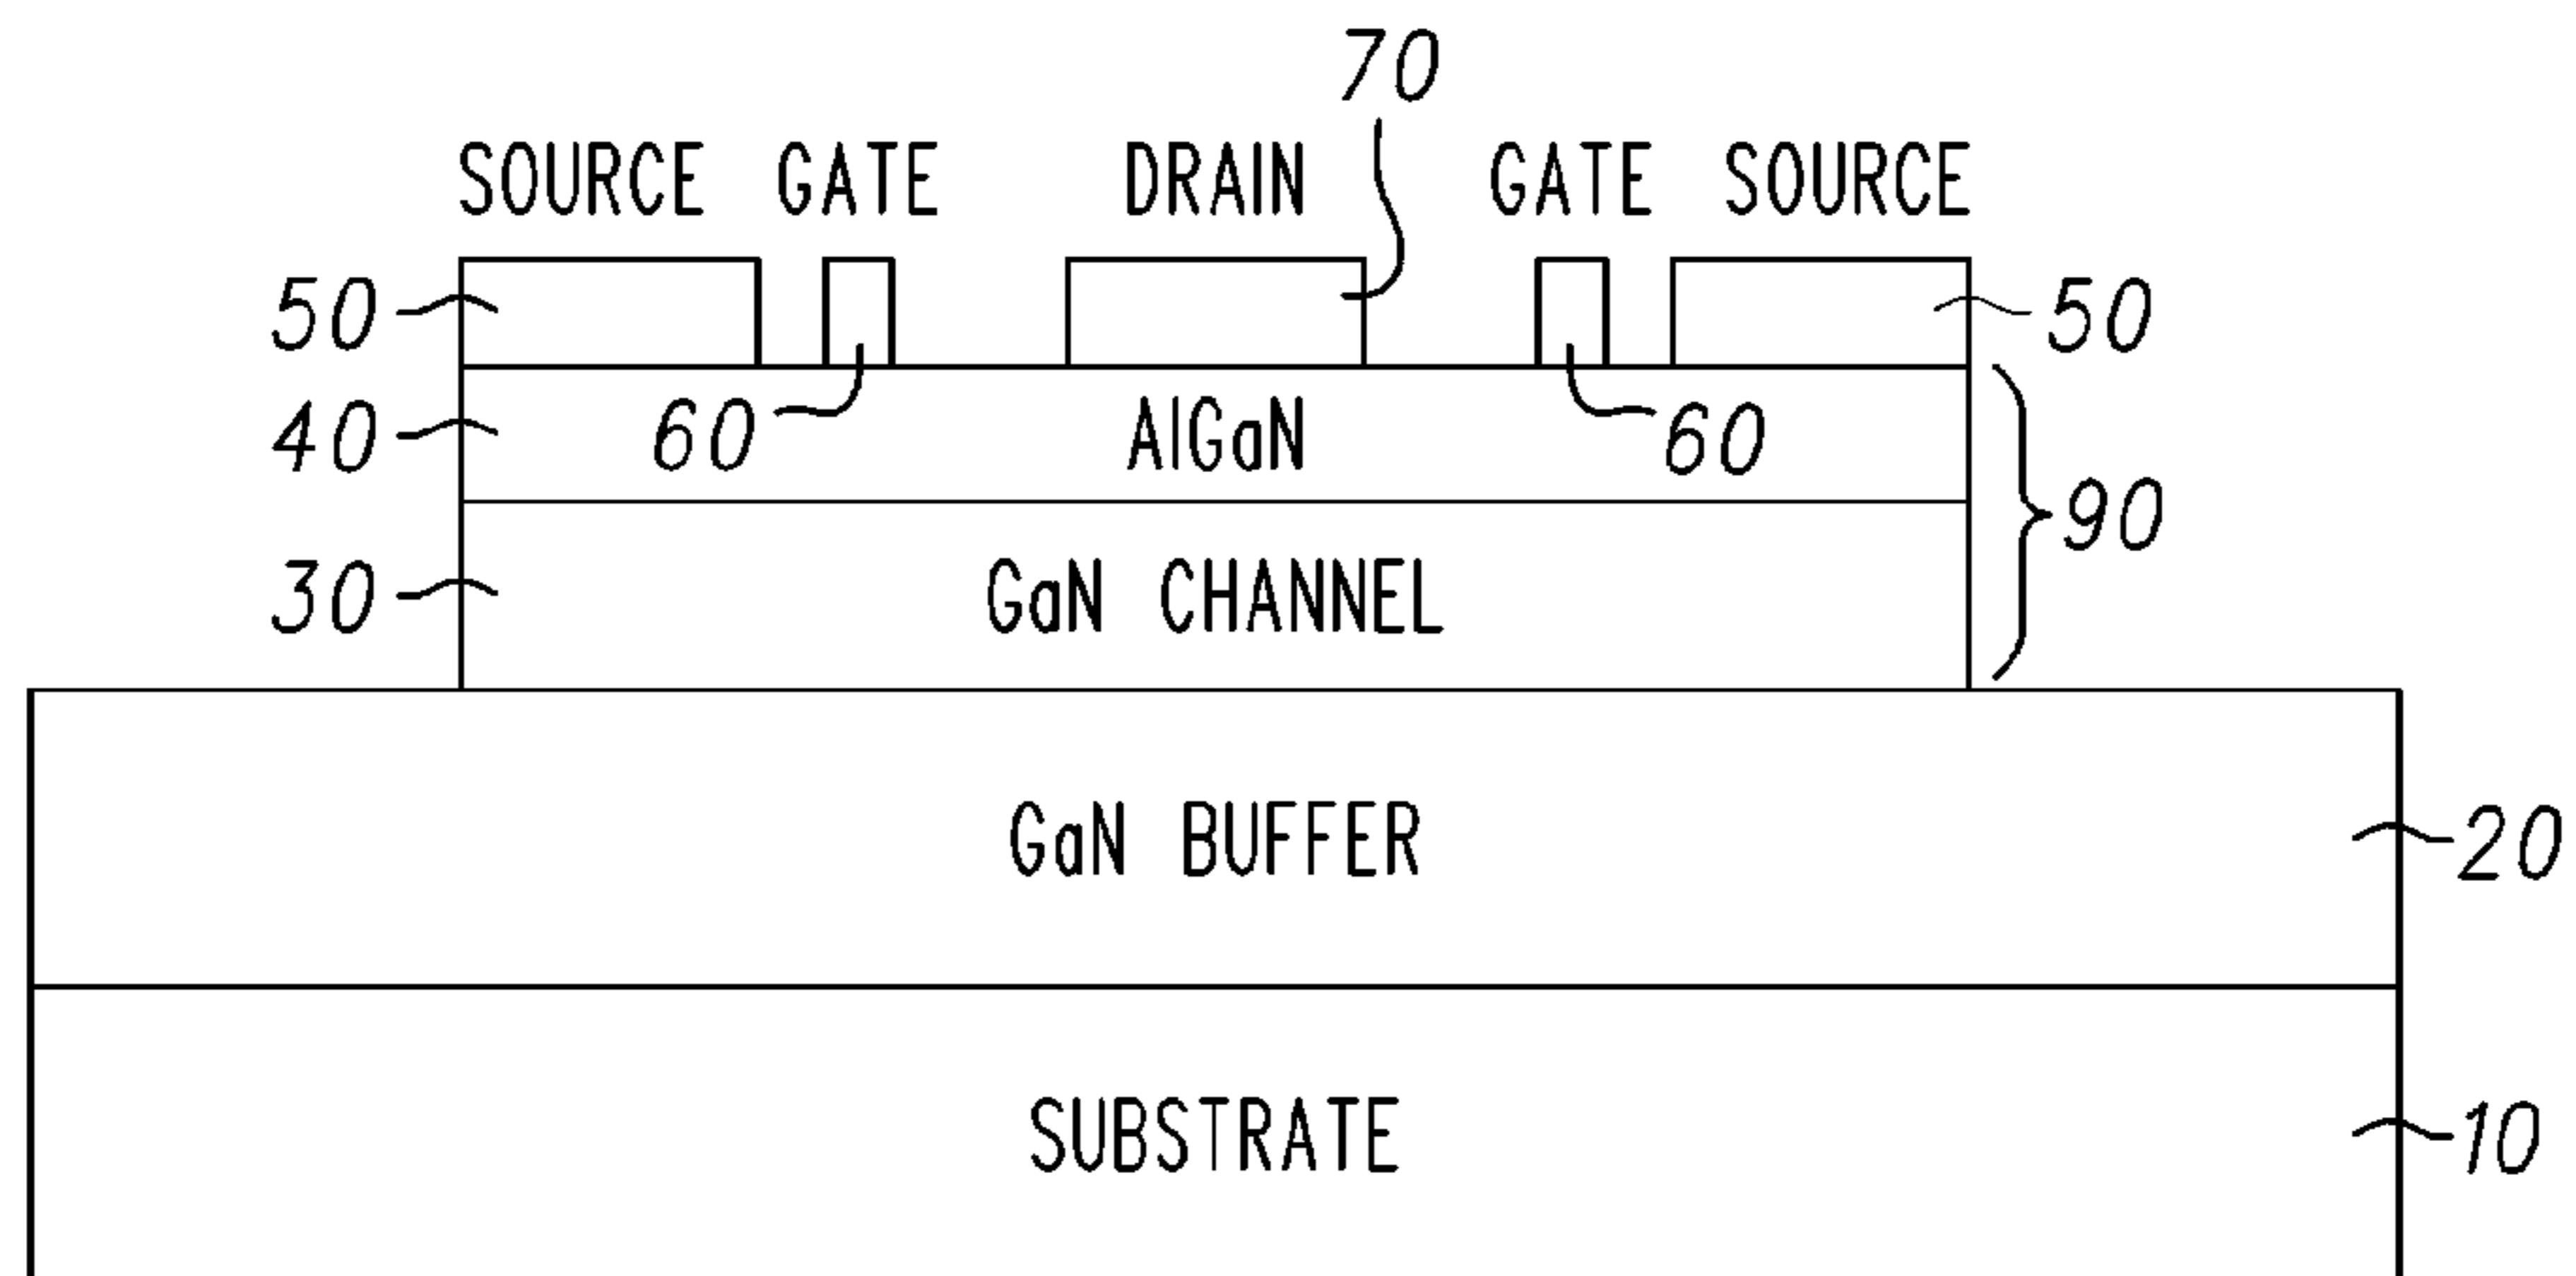 70
SOURCE GATE DRAIN GATE SOURCE
50 50
40 60 AlGaN 60
90
30 GaN CHANNEL
GaN BUFFER 20
SUBSTRATE 10